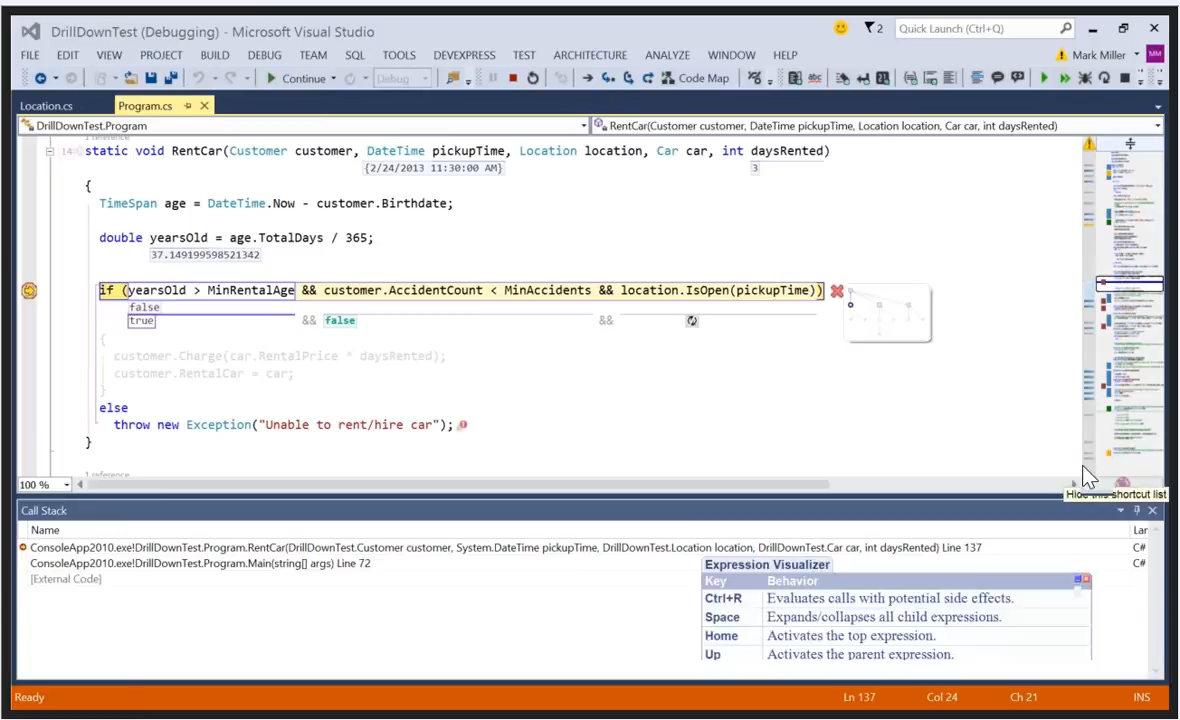 DrillDownTest (Debugging) - Microsoft Visual Studio
2
Quick Launch (Ctrl+Q)
FILE EDIT VIEW PROJECT BUILD DEBUG TEAM SQL TOOLS DEVEXPRESS TEST ARCHITECTURE ANALYZE WINDOW HELP
Mark Miller MM
Continue Debug Code Map
Location.cs Program.cs
DrillDownTest.Program
RentCar(Customer customer, DateTime pickupTime, Location location, Car car, int daysRented)
1 reference
14 static void RentCar(Customer customer, DateTime pickupTime, Location location, Car car, int daysRented)
{2/24/2013 11:30:00 AM} 3
{
TimeSpan age = DateTime.Now - customer.Birthdate;
double yearsOld = age.TotalDays / 365;
37.149199598521342
if (yearsOld > MinRentalAge && customer.AccidentCount < MinAccidents && location.IsOpen(pickupTime))
false
true && false &&
{
customer.Charge(car.RentalPrice * daysRented);
customer.RentalCar = car;
}
else
throw new Exception("Unable to rent/hire car");
}
1 reference
100 %
Hide this shortcut list
Call Stack
Name Lar
ConsoleApp2010.exe!DrillDownTest.Program.RentCar(DrillDownTest.Customer customer, System.DateTime pickupTime, DrillDownTest.Location location, DrillDownTest.Car car, int daysRented) Line 137 C#
ConsoleApp2010.exe!DrillDownTest.Program.Main(string[] args) Line 72 C#
[External Code]
Expression Visualizer
Key Behavior
Ctrl+R Evaluates calls with potential side effects.
Space Expands/collapses all child expressions.
Home Activates the top expression.
Up Activates the parent expression.
Ready Ln 137 Col 24 Ch 21 INS